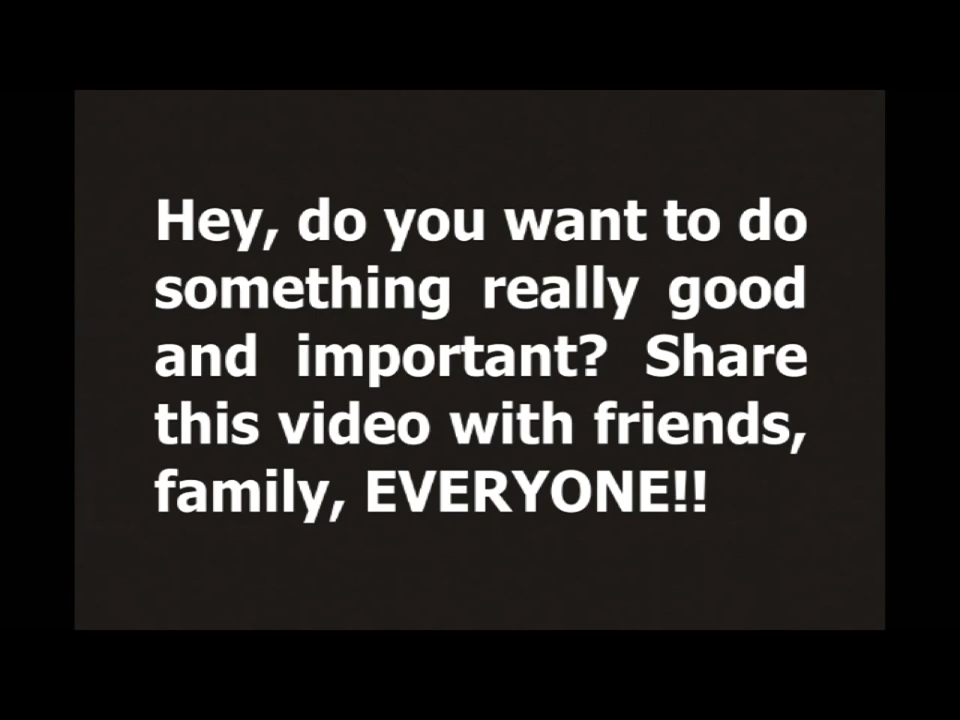 Hey, do you want to do
something really good
and important? Share
this video with friends,
family, EVERYONE!!